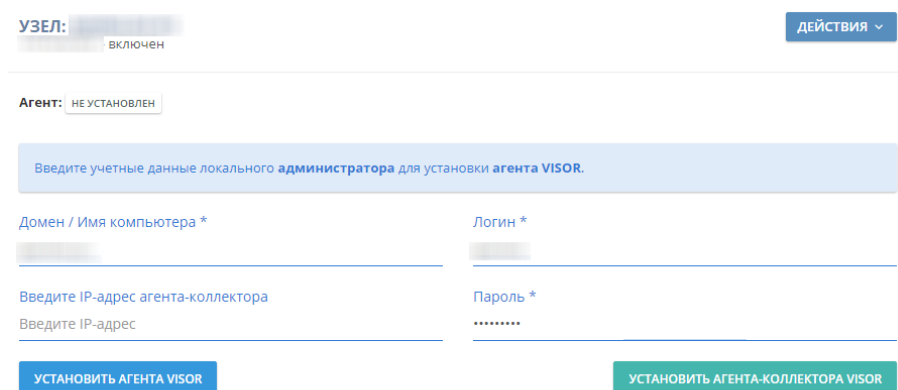 УЗЕЛ:
ДЕЙСТВИЯ
включен
Агент: НЕ УСТАНОВЛЕН
Введите учетные данные локального администратора для установки агента VISOR.
Домен / Имя компьютера *
Логин *
Введите IP-адрес агента-коллектора
Пароль *
Введите IP-адрес
•••••••••
УСТАНОВИТЬ АГЕНТА VISOR
УСТАНОВИТЬ АГЕНТА-КОЛЛЕКТОРА VISOR